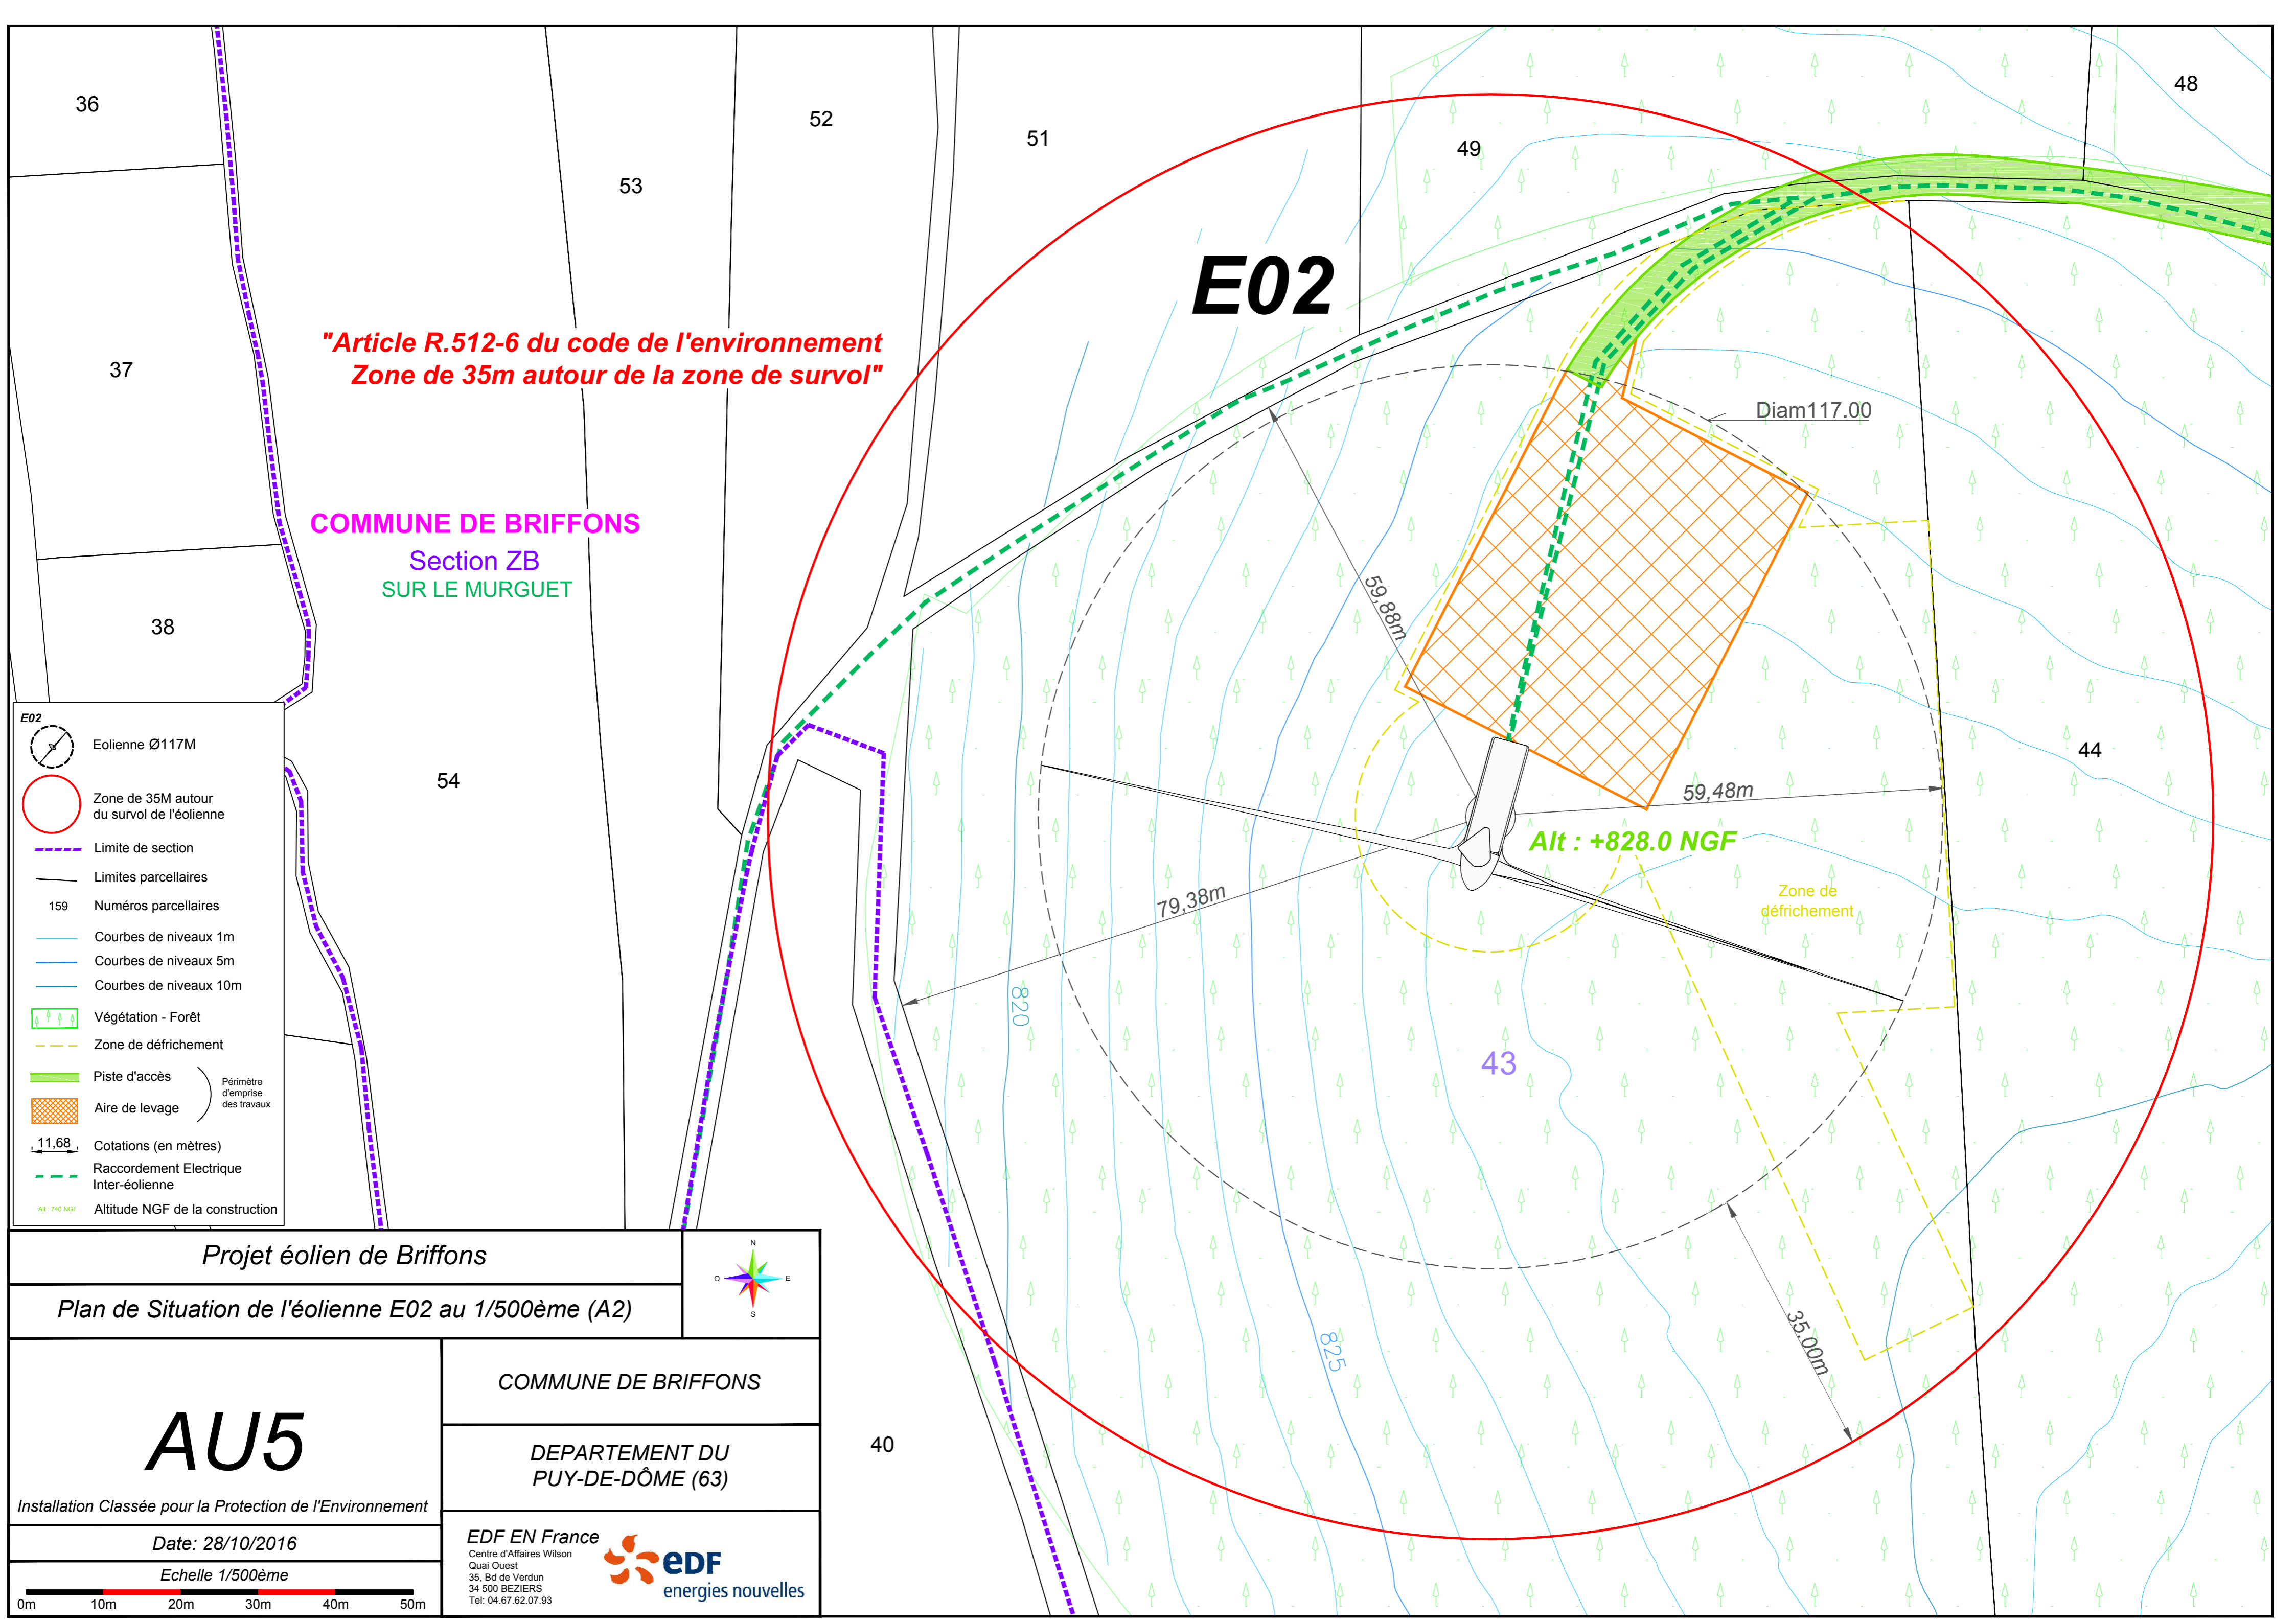 36
48
52
51
49
53
E02
"Article R.512-6 du code de l'environnement
Zone de 35m autour de la zone de survol"
37
Diam117.00
COMMUNE DE BRIFFONS
Section ZB
SUR LE MURGUET
59,88m
38
54
44
59,48m
Alt : +828.0 NGF
79,38m
Zone de
défrichement
820
43
825
35,00m
40
E02
Eolienne Ø117M
Zone de 35M autour
du survol de l'éolienne
Limite de section
Limites parcellaires
159 Numéros parcellaires
Courbes de niveaux 1m
Courbes de niveaux 5m
Courbes de niveaux 10m
Végétation - Forêt
Zone de défrichement
Piste d'accès
Aire de levage
Périmètre
d'emprise
des travaux
11,68 Cotations (en mètres)
Raccordement Electrique
Inter-éolienne
Alt : 740 NGF Altitude NGF de la construction
Projet éolien de Briffons
N
O E
S
Plan de Situation de l'éolienne E02 au 1/500ème (A2)
AU5
Installation Classée pour la Protection de l'Environnement
Date: 28/10/2016
Echelle 1/500ème
0m 10m 20m 30m 40m 50m
COMMUNE DE BRIFFONS
DEPARTEMENT DU
PUY-DE-DÔME (63)
EDF EN France
Centre d'Affaires Wilson
Quai Ouest
35, Bd de Verdun
34 500 BEZIERS
Tel: 04.67.62.07.93
eDF
energies nouvelles